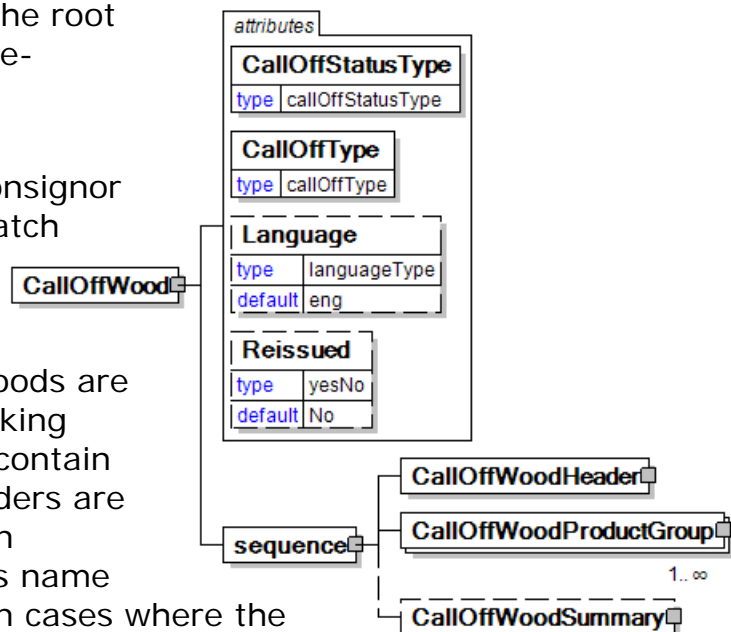 he root
e-
onsignor
atch
oods are
king
contain
ders are
n
s name
n cases where the
attributes
CallOffStatusType
type callOffStatusType
CallOffType
type callOffType
Language
type languageType
default eng
Reissued
type yesNo
default No
CallOffWood
sequence
CallOffWoodHeader
CallOffWoodProductGroup
1.. ∞
CallOffWoodSummary